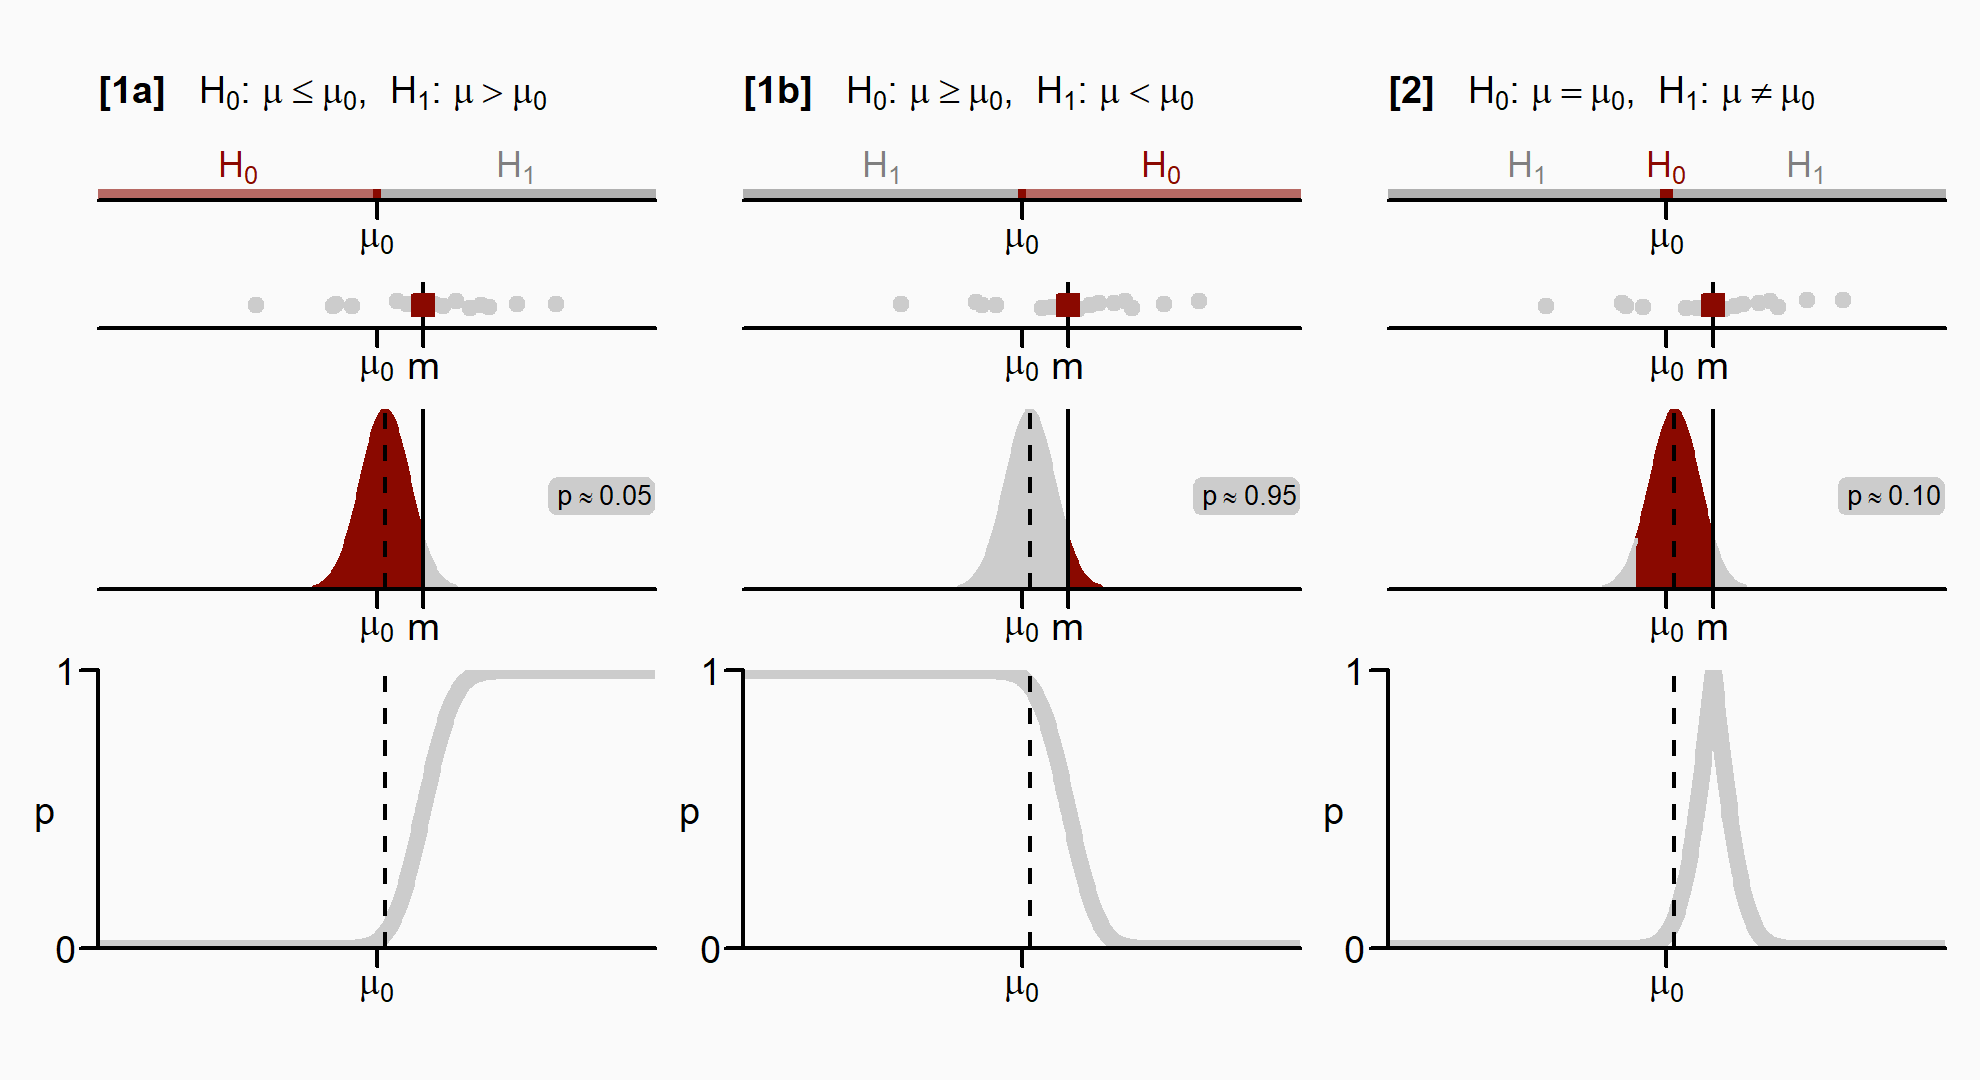 [1a] H₀: μ ≤ μ₀, H₁: μ > μ₀
H₀ H₁
μ₀
μ₀ m
p ≈ 0.05
μ₀ m
1
p
0
μ₀
[1b] H₀: μ ≥ μ₀, H₁: μ < μ₀
H₁ H₀
μ₀
μ₀ m
p ≈ 0.95
μ₀ m
1
p
0
μ₀
[2] H₀: μ = μ₀, H₁: μ ≠ μ₀
H₁ H₀ H₁
μ₀
μ₀ m
p ≈ 0.10
μ₀ m
1
p
0
μ₀